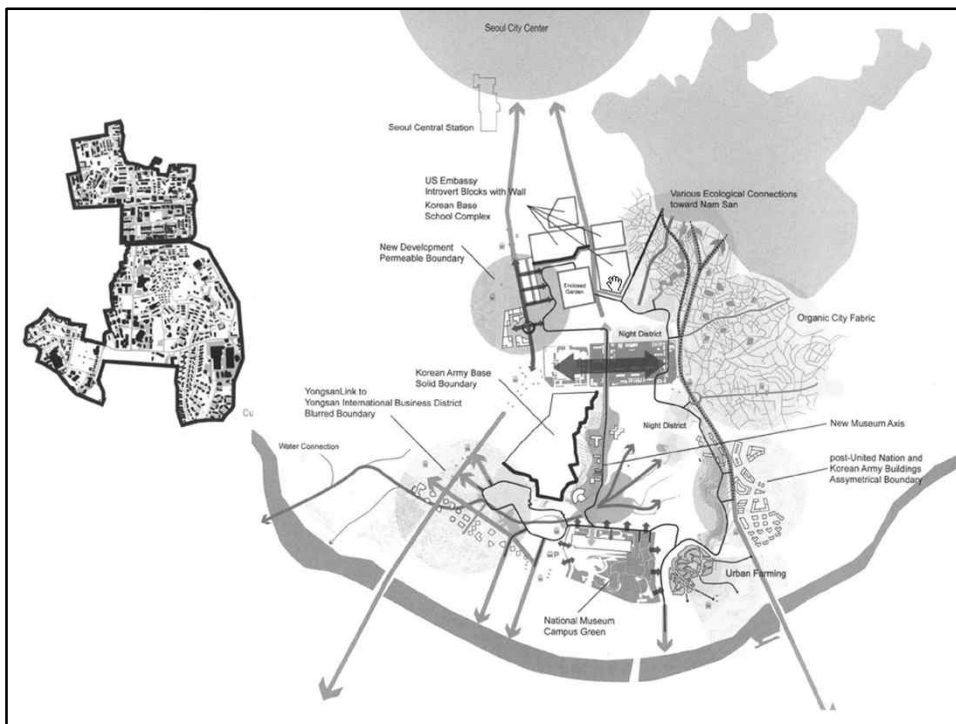 Seoul City Center
Seoul Central Station
US Embassy
Introvert Blocks with Wall
Korean Base
School Complex
Various Ecological Connections
toward Nam San
New Development
Permeable Boundary
Enclosed
Garden
Organic City Fabric
Night District
Korean Army Base
Solid Boundary
YongsanLink to
Yongsan International Business District
Blurred Boundary
Cu
Night District
New Museum Axis
Water Connection
post-United Nation and
Korean Army Buildings
Assymetrical Boundary
P
Urban Farming
National Museum
Campus Green